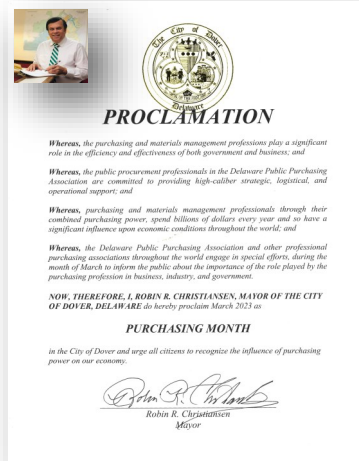 The City of Dover
Delaware
PROCLAMATION
Whereas, the purchasing and materials management professions play a significant
role in the efficiency and effectiveness of both government and business; and
Whereas, the public procurement professionals in the Delaware Public Purchasing
Association are committed to providing high-caliber strategic, logistical, and
operational support; and
Whereas, purchasing and materials management professionals through their
combined purchasing power, spend billions of dollars every year and so have a
significant influence upon economic conditions throughout the world; and
Whereas, the Delaware Public Purchasing Association and other professional
purchasing associations throughout the world engage in special efforts, during the
month of March to inform the public about the importance of the role played by the
purchasing profession in business, industry, and government.
NOW, THEREFORE, I, ROBIN R. CHRISTIANSEN, MAYOR OF THE CITY
OF DOVER, DELAWARE do hereby proclaim March 2023 as
PURCHASING MONTH
in the City of Dover and urge all citizens to recognize the influence of purchasing
power on our economy.
Robin R. Christiansen
Robin R. Christiansen
Mayor